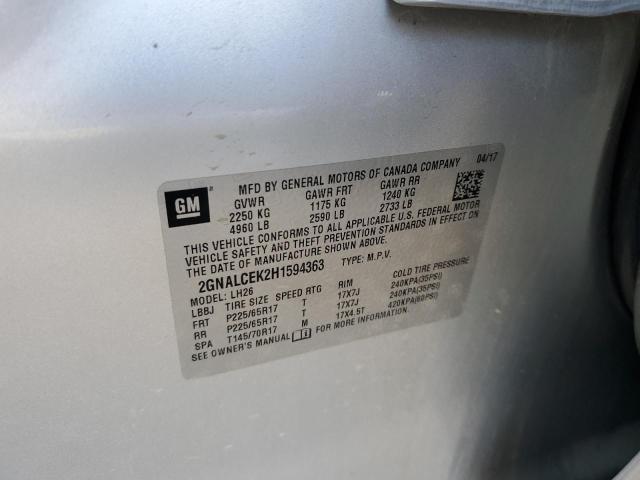 GM
MFD BY GENERAL MOTORS OF CANADA COMPANY 04/17
GVWR GAWR FRT GAWR RR
2250 KG 1175 KG 1240 KG
4960 LB 2590 LB 2733 LB
THIS VEHICLE CONFORMS TO ALL APPLICABLE U.S. FEDERAL MOTOR
VEHICLE SAFETY AND THEFT PREVENTION STANDARDS IN EFFECT ON
THE DATE OF MANUFACTURE SHOWN ABOVE.
2GNALCEK2H1594363 TYPE: M.P.V.
MODEL: LH26
LBBJ TIRE SIZE SPEED RTG RIM COLD TIRE PRESSURE
FRT P225/65R17 T 17X7J 240KPA(35PSI)
RR P225/65R17 T 17X7J 240KPA(35PSI)
SPA T145/70R17 M 17X4.5T 420KPA(60PSI)
SEE OWNER'S MANUAL FOR MORE INFORMATION.